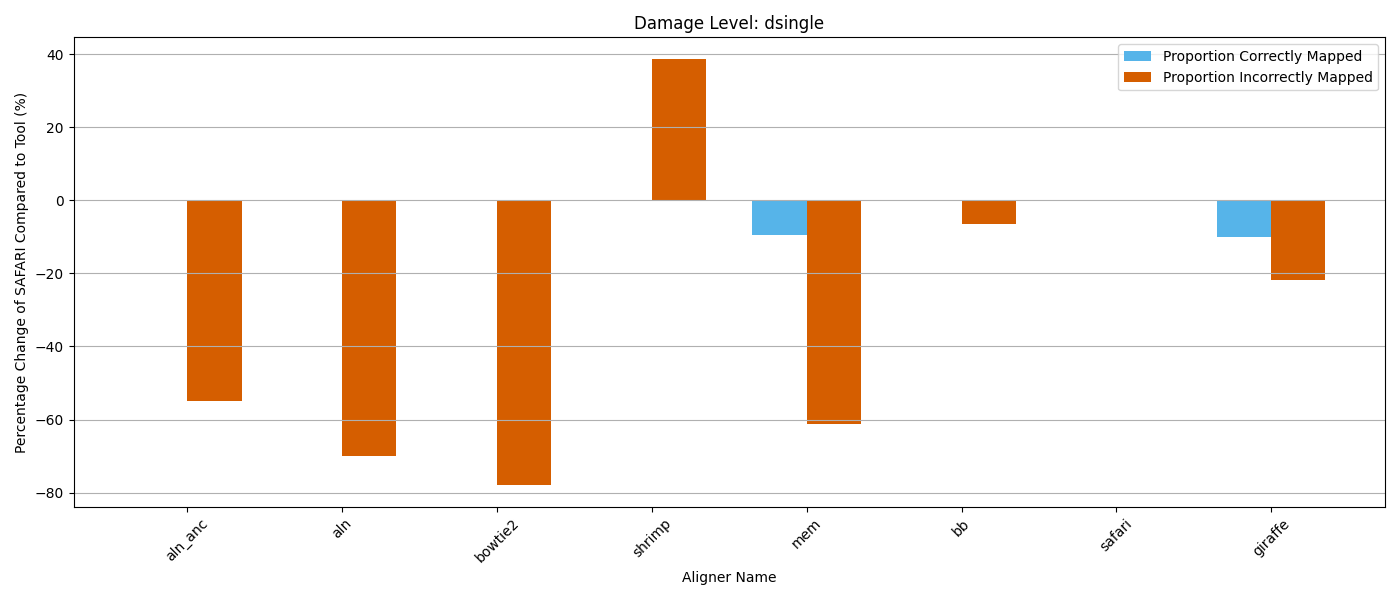 Damage Level: dsingle
Proportion Correctly Mapped
Proportion Incorrectly Mapped
Percentage Change of SAFARI Compared to Tool (%)
40
20
0
−20
−40
−60
−80
aln_anc
aln
bowtie2
shrimp
mem
bb
safari
giraffe
Aligner Name